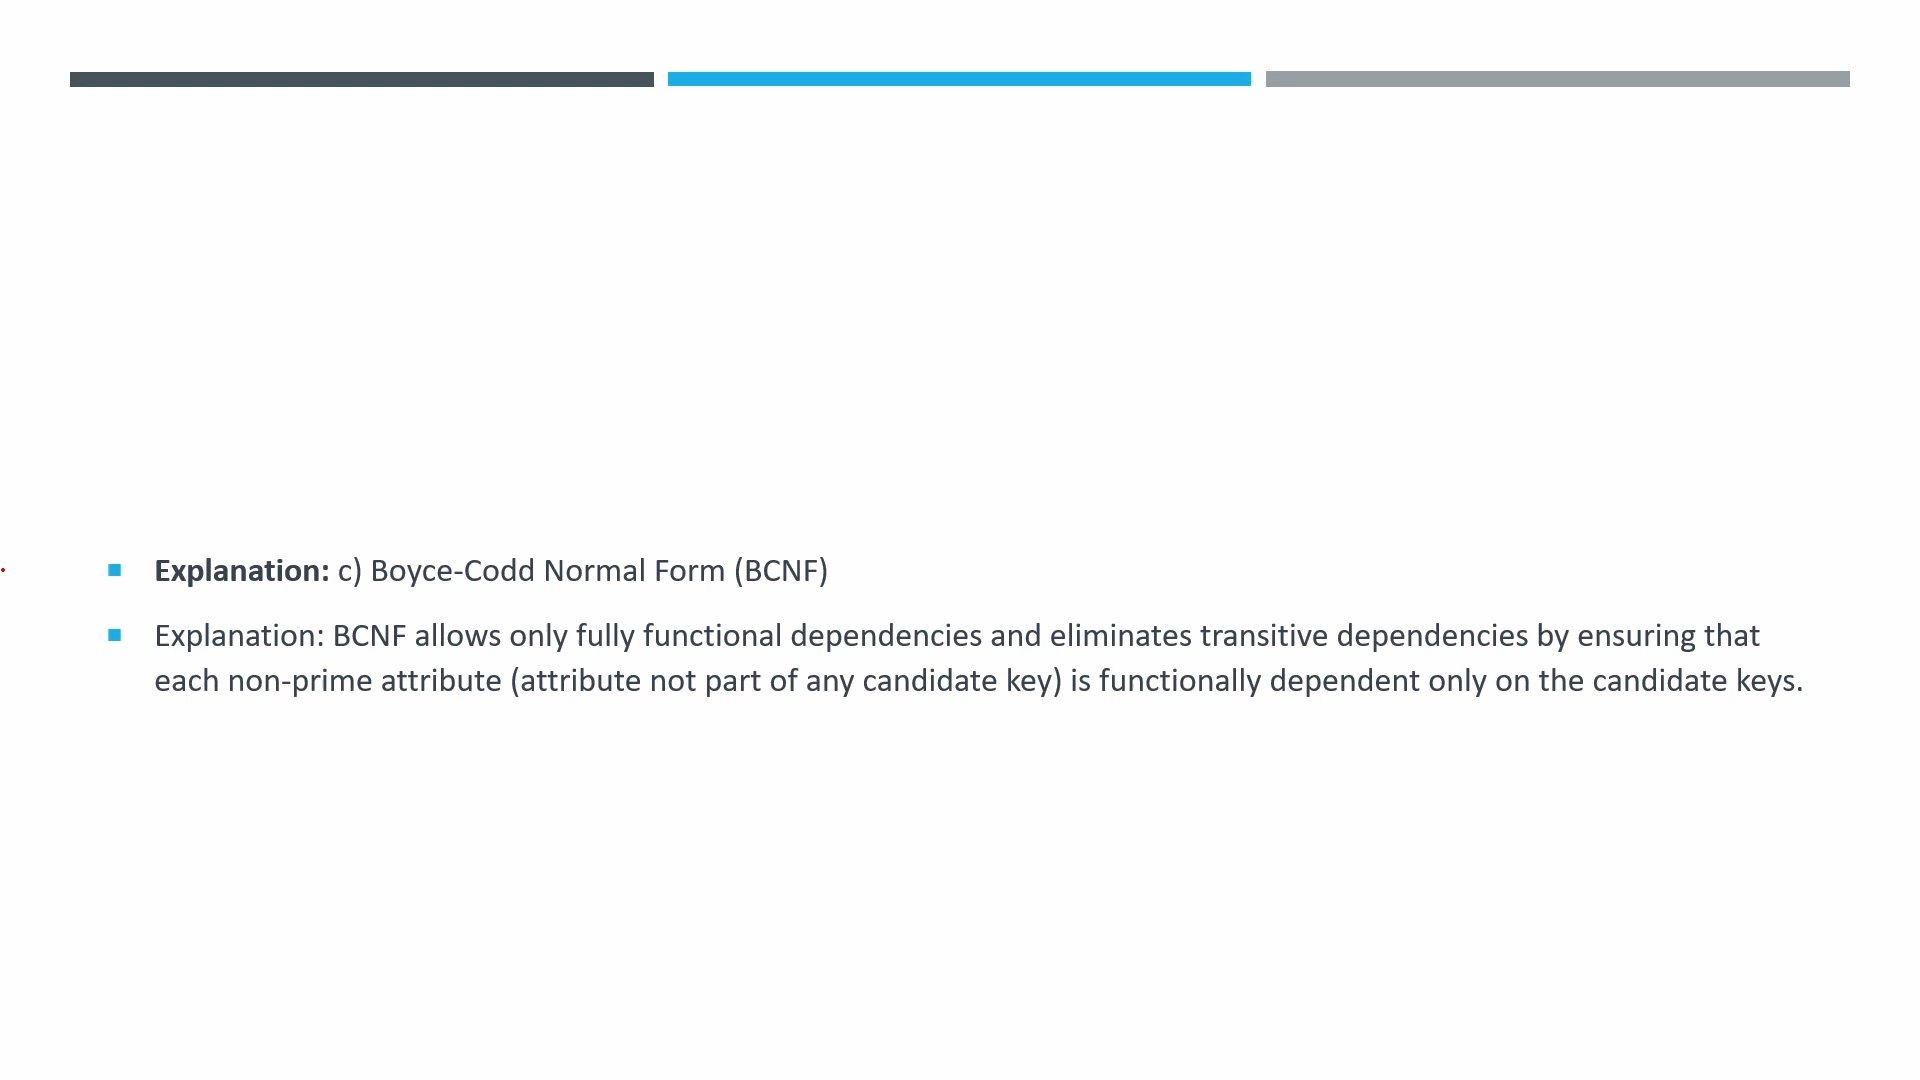 Explanation: c) Boyce-Codd Normal Form (BCNF)
Explanation: BCNF allows only fully functional dependencies and eliminates transitive dependencies by ensuring that
each non-prime attribute (attribute not part of any candidate key) is functionally dependent only on the candidate keys.